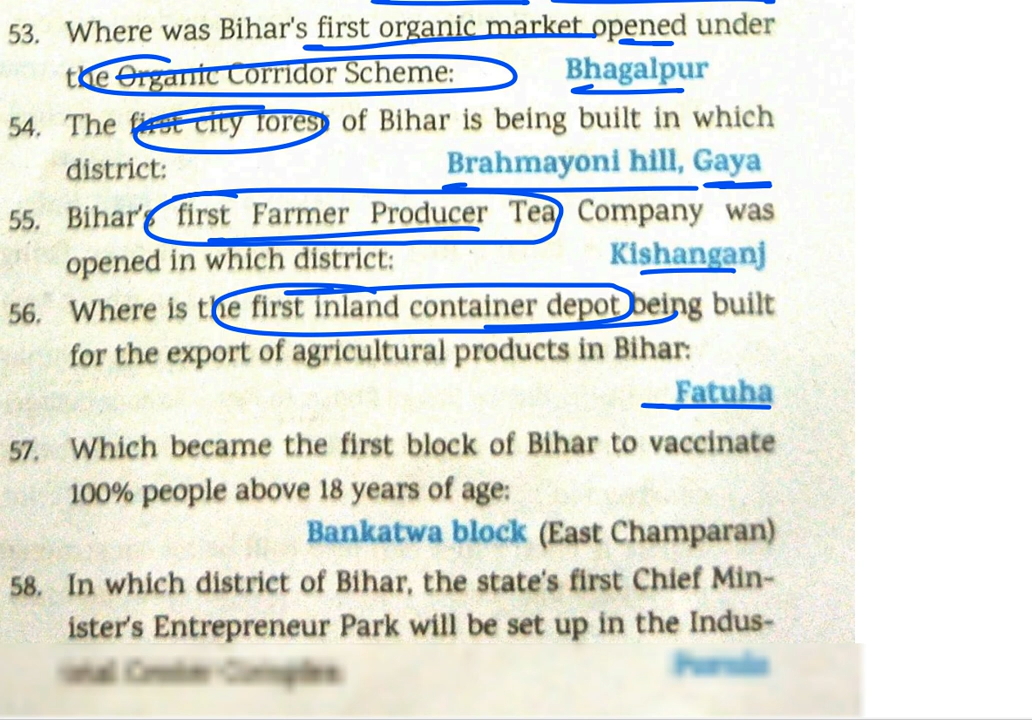 53. Where was Bihar's first organic market opened under
the Organic Corridor Scheme: Bhagalpur
54. The first city forest of Bihar is being built in which
district: Brahmayoni hill, Gaya
55. Bihar's first Farmer Producer Tea Company was
opened in which district: Kishanganj
56. Where is the first inland container depot being built
for the export of agricultural products in Bihar:
Fatuha
57. Which became the first block of Bihar to vaccinate
100% people above 18 years of age:
Bankatwa block (East Champaran)
58. In which district of Bihar, the state's first Chief Min-
ister's Entrepreneur Park will be set up in the Indus-